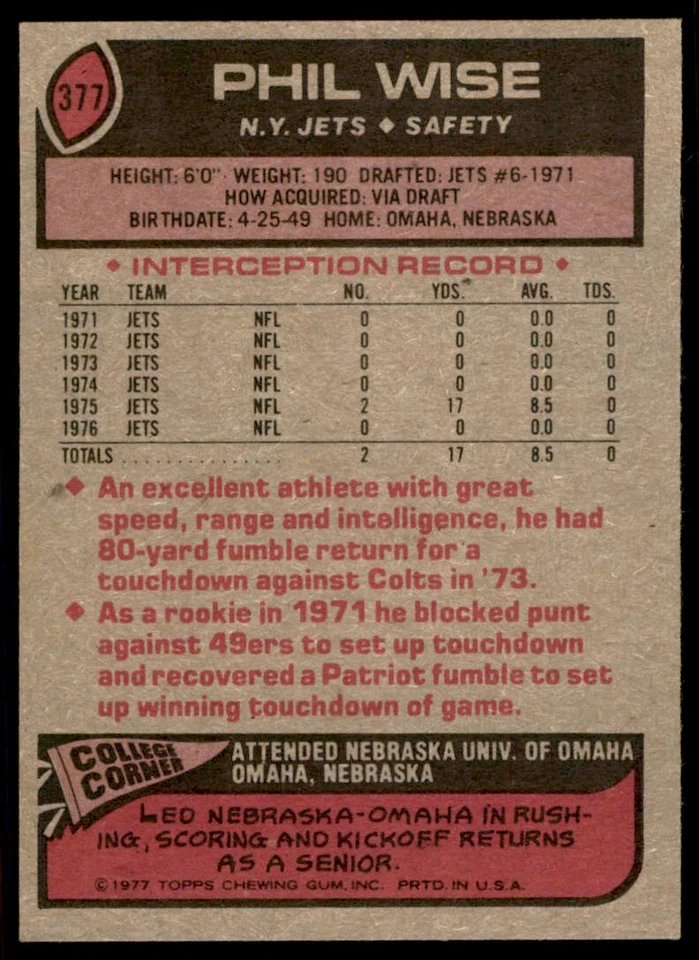 377
PHIL WISE
N.Y. JETS ♦ SAFETY
HEIGHT: 6'0" WEIGHT: 190 DRAFTED: JETS #6-1971
HOW ACQUIRED: VIA DRAFT
BIRTHDATE: 4-25-49 HOME: OMAHA, NEBRASKA
♦ INTERCEPTION RECORD ♦
YEAR TEAM NO. YDS. AVG. TDS.
1971 JETS NFL 0 0 0.0 0
1972 JETS NFL 0 0 0.0 0
1973 JETS NFL 0 0 0.0 0
1974 JETS NFL 0 0 0.0 0
1975 JETS NFL 2 17 8.5 0
1976 JETS NFL 0 0 0.0 0
TOTALS . . . . . . . . . . . . . . . 2 17 8.5 0
♦ An excellent athlete with great
speed, range and intelligence, he had
80-yard fumble return for a
touchdown against Colts in '73.
♦ As a rookie in 1971 he blocked punt
against 49ers to set up touchdown
and recovered a Patriot fumble to set
up winning touchdown of game.
COLLEGE
CORNER
ATTENDED NEBRASKA UNIV. OF OMAHA
OMAHA, NEBRASKA
LED NEBRASKA-OMAHA IN RUSH-
ING, SCORING AND KICKOFF RETURNS
AS A SENIOR.
© 1977 TOPPS CHEWING GUM, INC. PRTD. IN U.S.A.